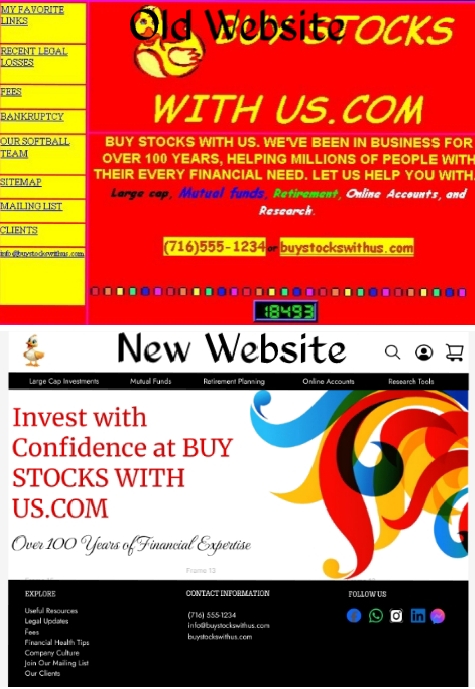 Old Website
BUY STOCKS
WITH US.COM
MY FAVORITE
LINKS
RECENT LEGAL
LOSSES
FEES
BANKRUPTCY
OUR SOFTBALL
TEAM
SITEMAP
MAILING LIST
CLIENTS
info@buystockswithus.com
BUY STOCKS WITH US. WE'VE BEEN IN BUSINESS FOR
OVER 100 YEARS, HELPING MILLIONS OF PEOPLE WITH
THEIR EVERY FINANCIAL NEED. LET US HELP YOU WITH
Large cap, Mutual funds, Retirement, Online Accounts, and
Research.
(716)555-1234 or buystockswithus.com
18493
New Website
Large Cap Investments Mutual Funds Retirement Planning Online Accounts Research Tools
Invest with
Confidence at BUY
STOCKS WITH
US.COM
Over 100 Years of Financial Expertise
Frame 13
EXPLORE
Useful Resources
Legal Updates
Fees
Financial Health Tips
Company Culture
Join Our Mailing List
Our Clients
CONTACT INFORMATION
(716) 555-1234
info@buystockswithus.com
buystockswithus.com
FOLLOW US